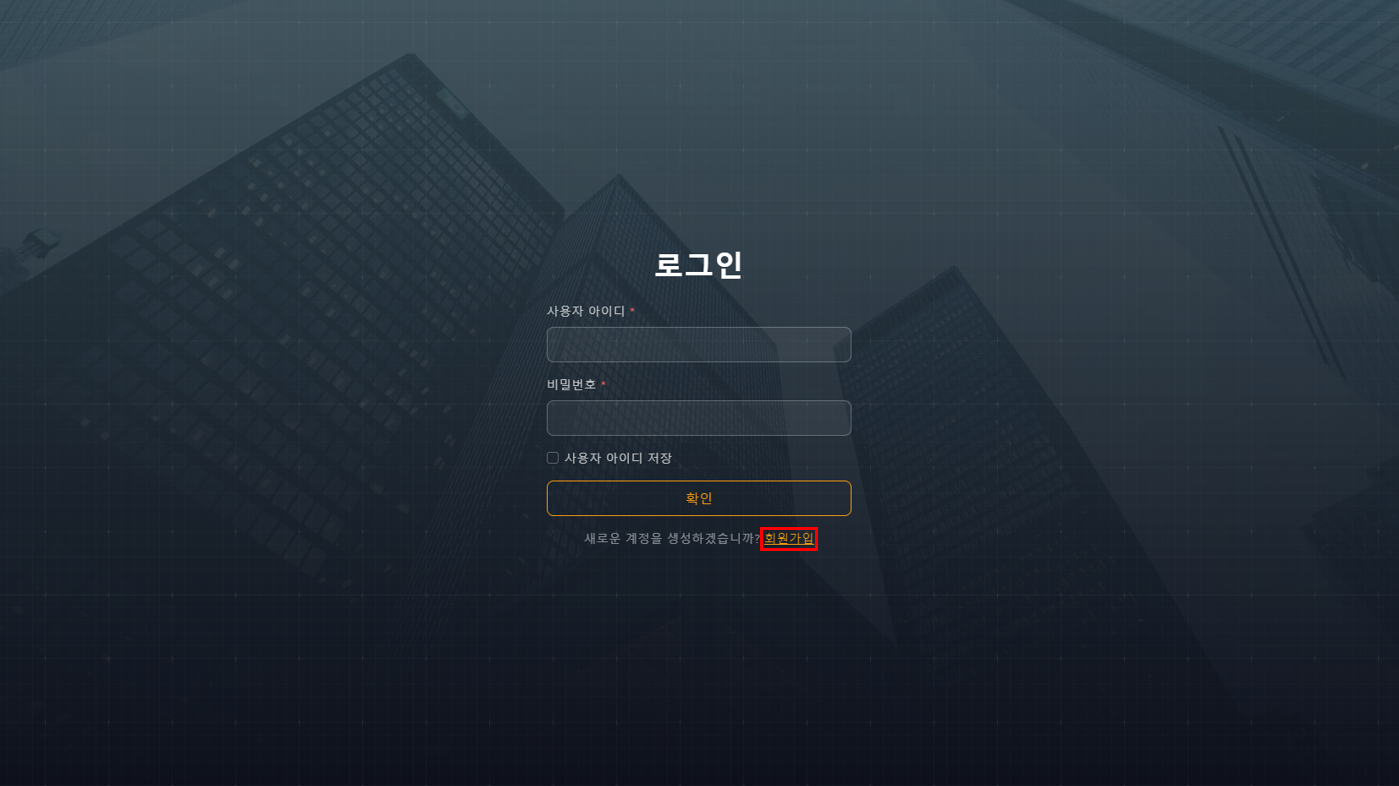 로그인
사용자 아이디 *
비밀번호 *
사용자 아이디 저장
확인
새로운 계정을 생성하겠습니까? 회원가입